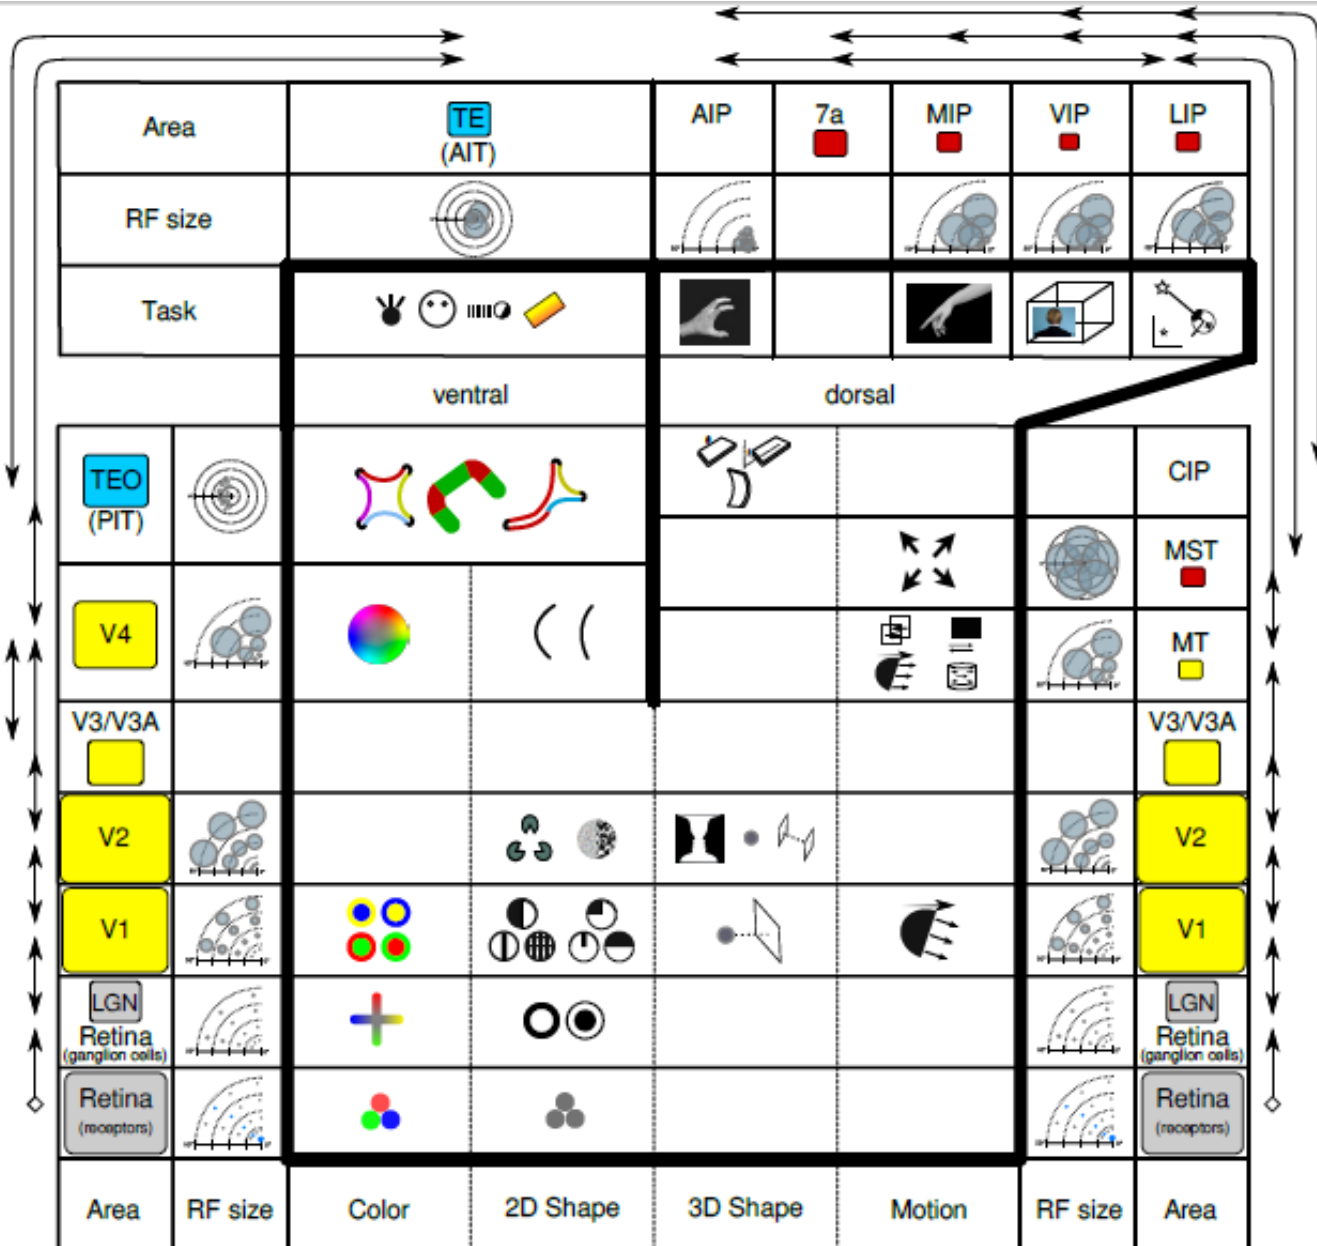 Area
TE
(AIT)
AIP
7a
MIP
VIP
LIP
RF size
Task
ventral
dorsal
TEO
(PIT)
CIP
MST
V4
MT
V3/V3A
V3/V3A
V2
V2
V1
V1
LGN
Retina
(ganglion cells)
LGN
Retina
(ganglion cells)
Retina
(receptors)
Retina
(receptors)
Area
RF size
Color
2D Shape
3D Shape
Motion
RF size
Area